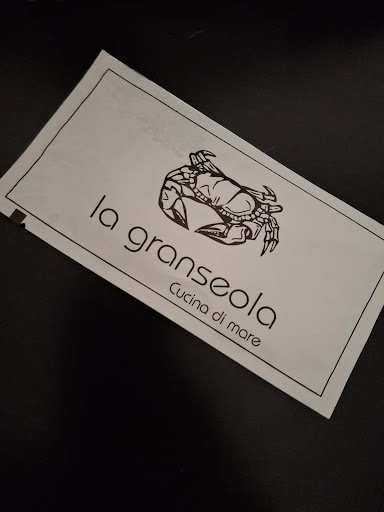 la granseola
Cucina di mare